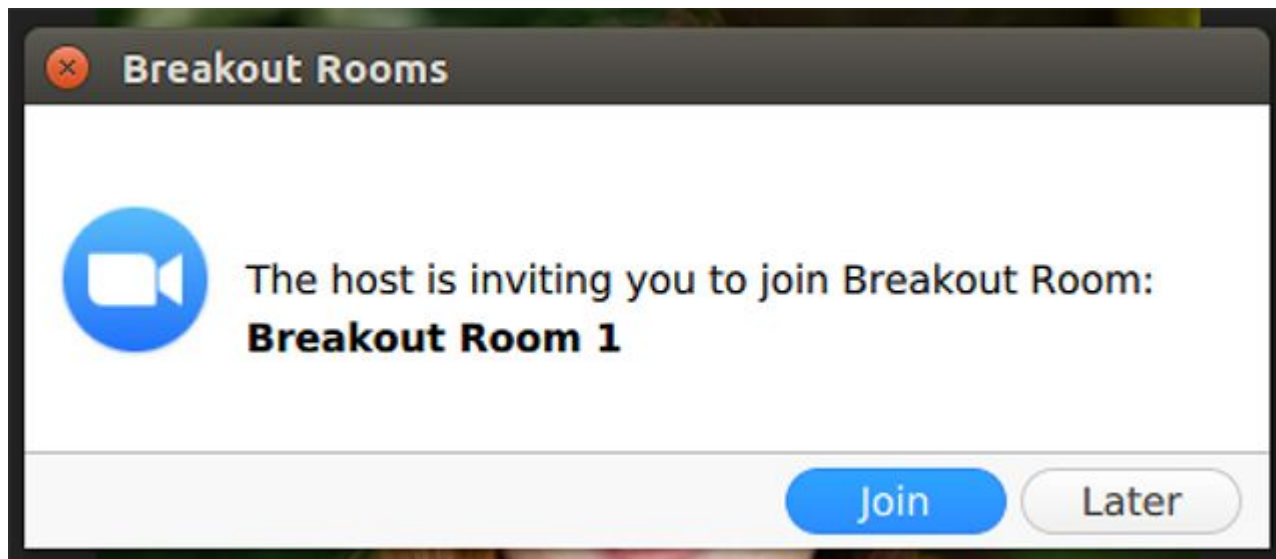 Breakout Rooms
The host is inviting you to join Breakout Room:
Breakout Room 1
Join
Later